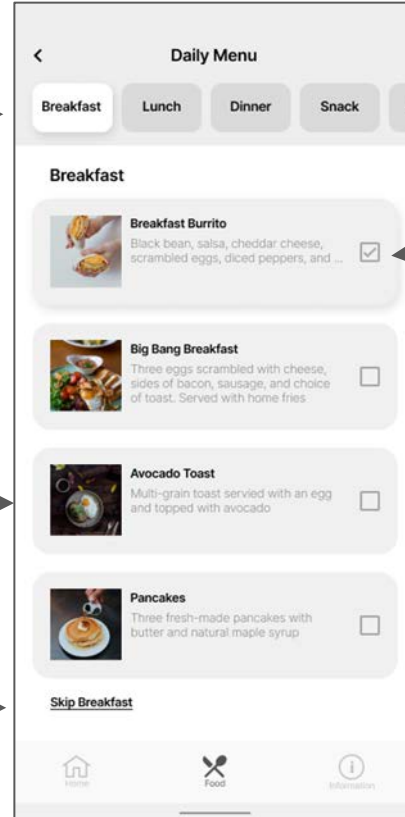 Daily Menu
Breakfast Lunch Dinner Snack
Breakfast
Breakfast Burrito
Black bean, salsa, cheddar cheese,
scrambled eggs, diced peppers, and ...
Big Bang Breakfast
Three eggs scrambled with cheese,
sides of bacon, sausage, and choice
of toast. Served with home fries
Avocado Toast
Multi-grain toast servied with an egg
and topped with avocado
Pancakes
Three fresh-made pancakes with
butter and natural maple syrup
Skip Breakfast
Home Food Information